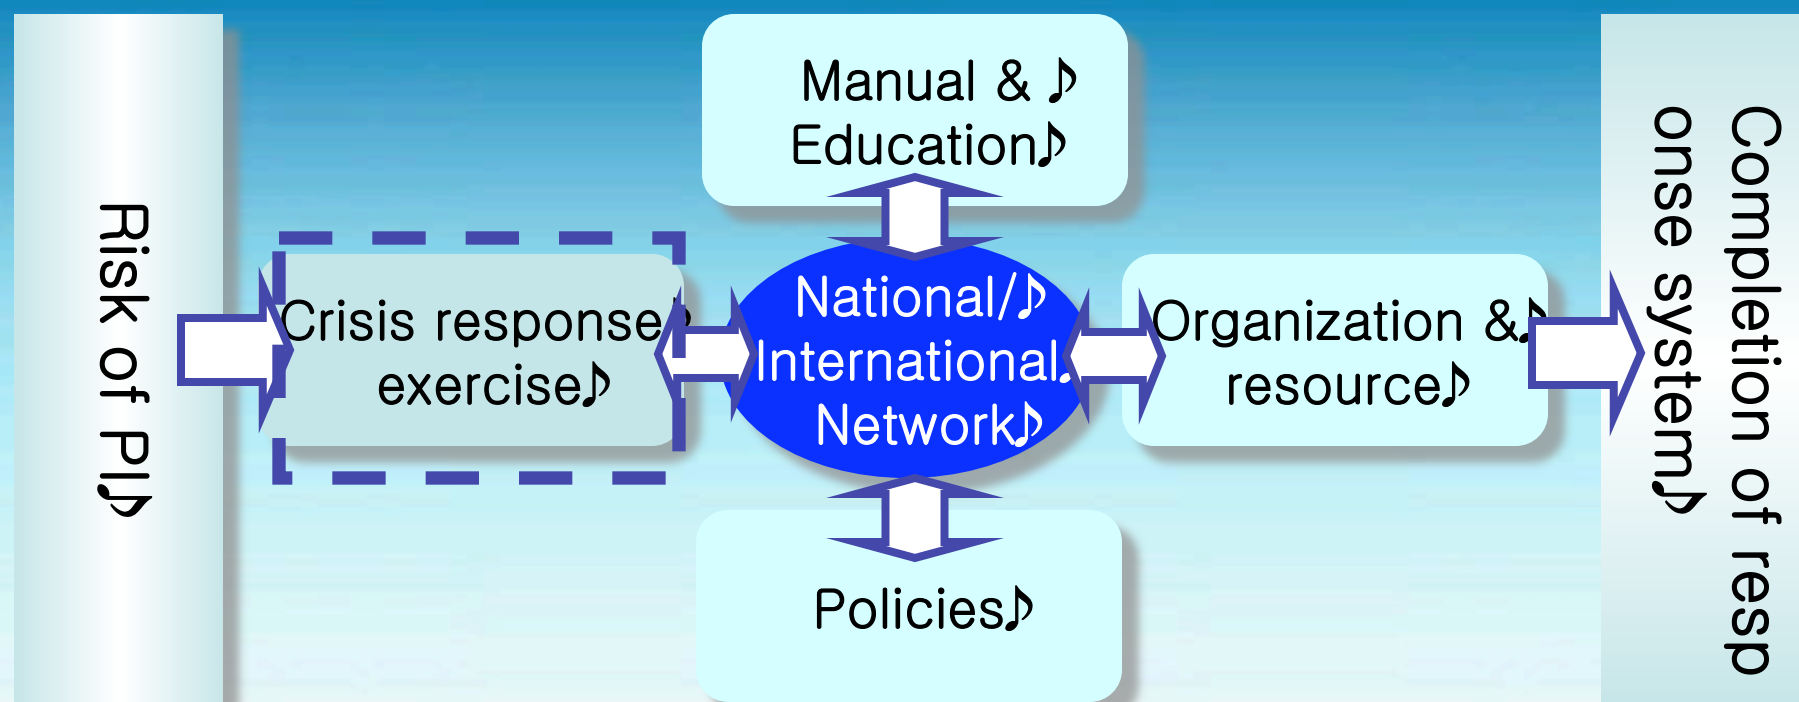 Risk of PI♪
Crisis response♪
exercise♪
Manual & ♪
Education♪
National/♪
International♪
Network♪
Policies♪
Organization &♪
resource♪
Completion of resp
onse system♪